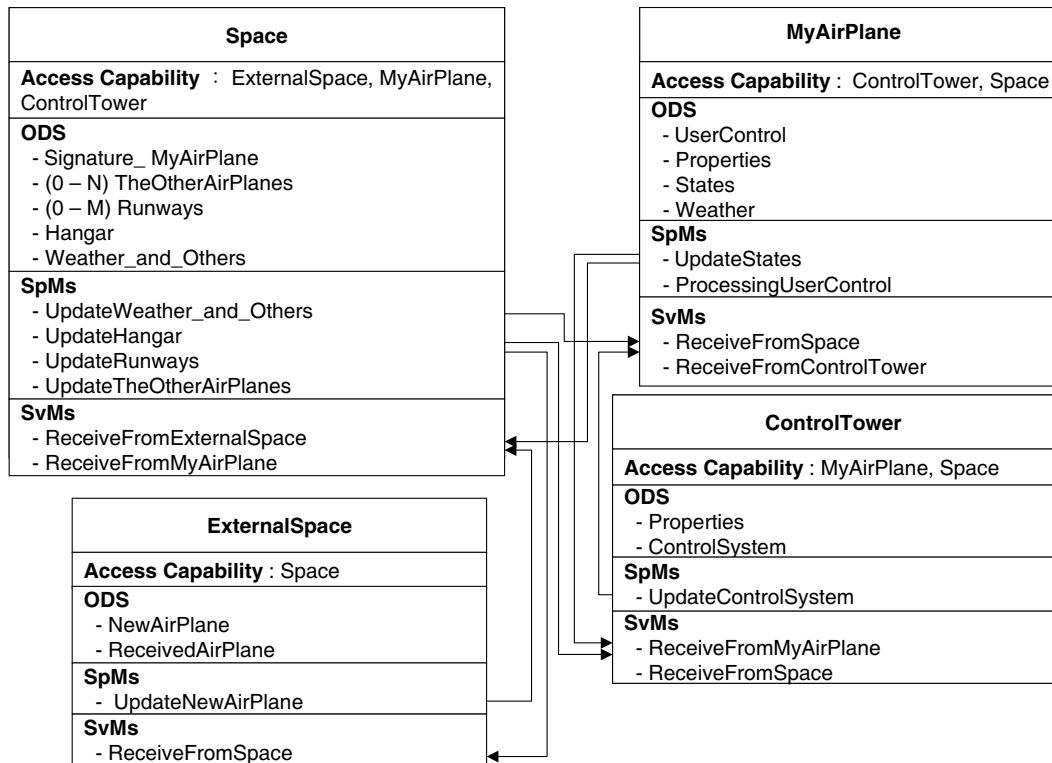 Space
Access Capability : ExternalSpace, MyAirPlane,
ControlTower
ODS
- Signature_ MyAirPlane
- (0 – N) TheOtherAirPlanes
- (0 – M) Runways
- Hangar
- Weather_and_Others
SpMs
- UpdateWeather_and_Others
- UpdateHangar
- UpdateRunways
- UpdateTheOtherAirPlanes
SvMs
- ReceiveFromExternalSpace
- ReceiveFromMyAirPlane
MyAirPlane
Access Capability : ControlTower, Space
ODS
- UserControl
- Properties
- States
- Weather
SpMs
- UpdateStates
- ProcessingUserControl
SvMs
- ReceiveFromSpace
- ReceiveFromControlTower
ControlTower
Access Capability : MyAirPlane, Space
ODS
- Properties
- ControlSystem
SpMs
- UpdateControlSystem
SvMs
- ReceiveFromMyAirPlane
- ReceiveFromSpace
ExternalSpace
Access Capability : Space
ODS
- NewAirPlane
- ReceivedAirPlane
SpMs
- UpdateNewAirPlane
SvMs
- ReceiveFromSpace